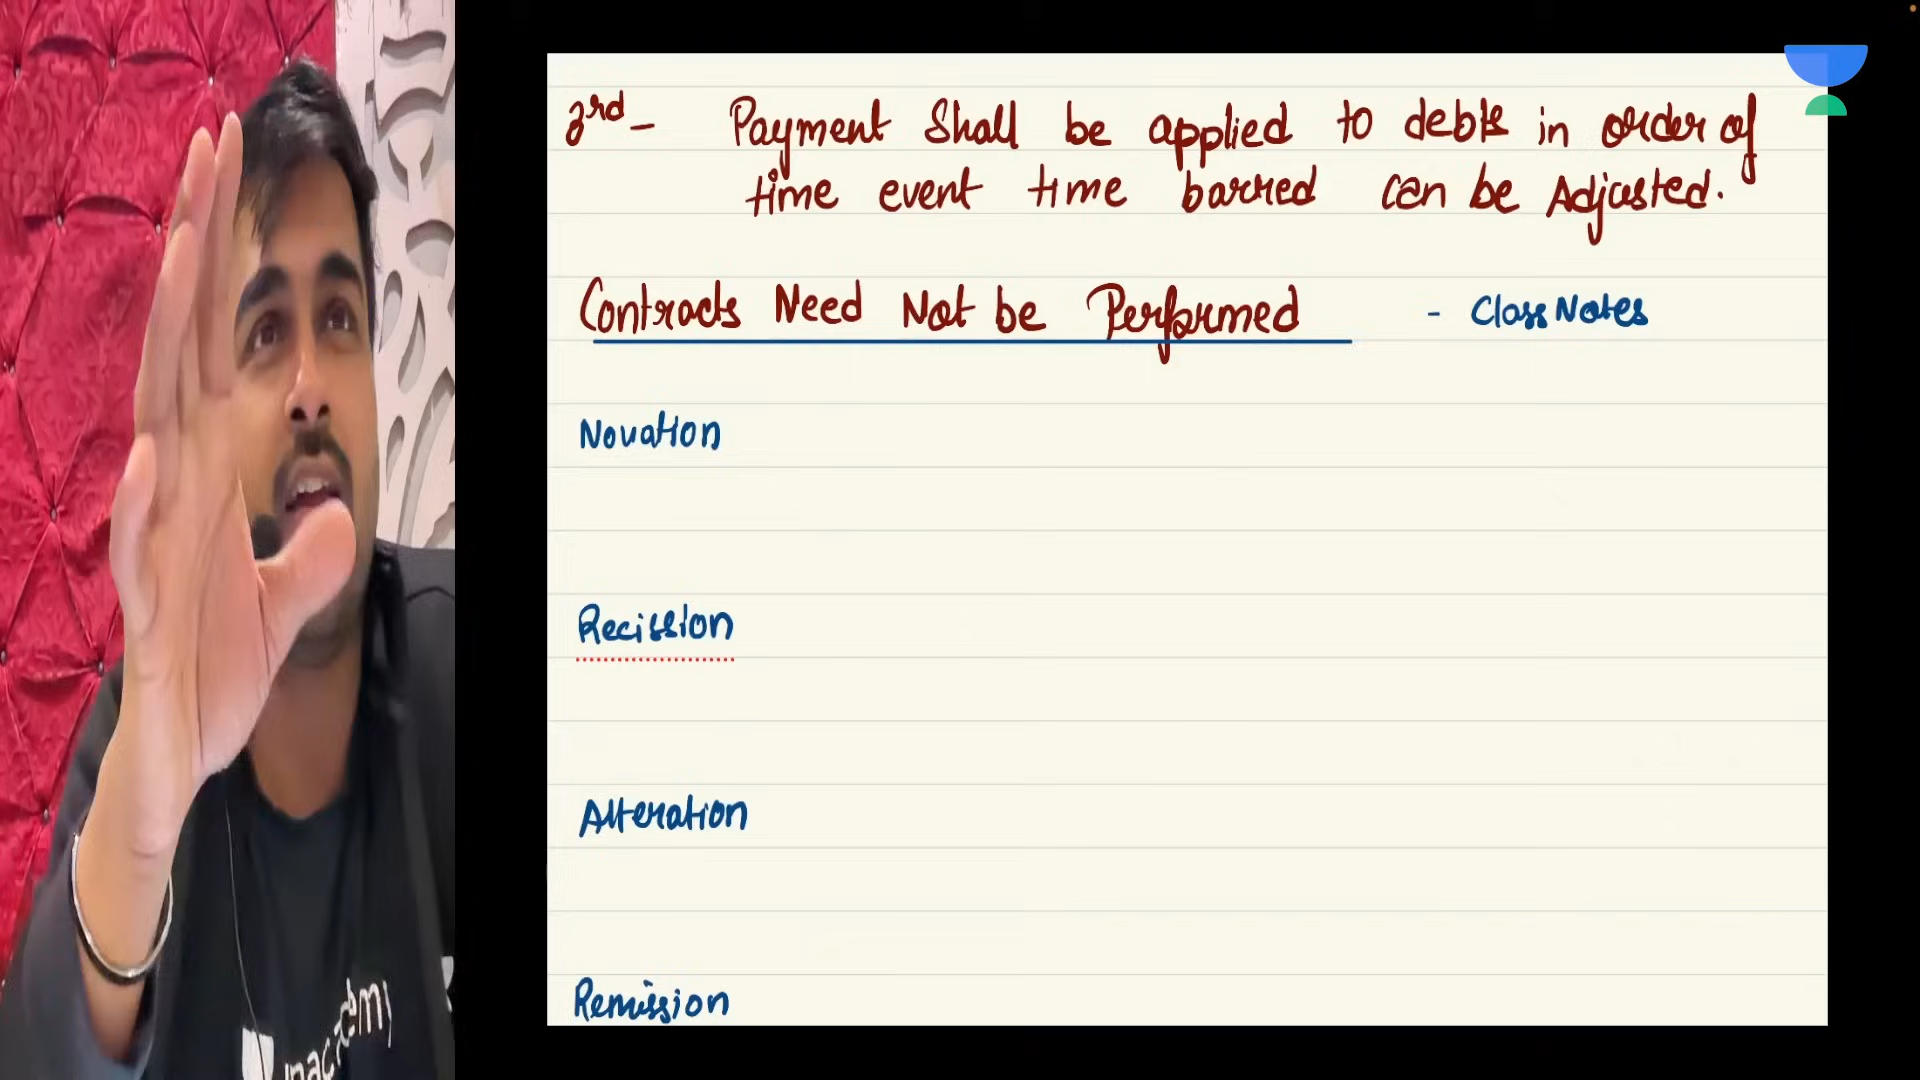 3rd - Payment Shall be applied to debts in order of
time event time barred can be Adjusted.
Contracts Need Not be Performed - Class Notes
Novation
Recission
Alteration
Remission
unacademy